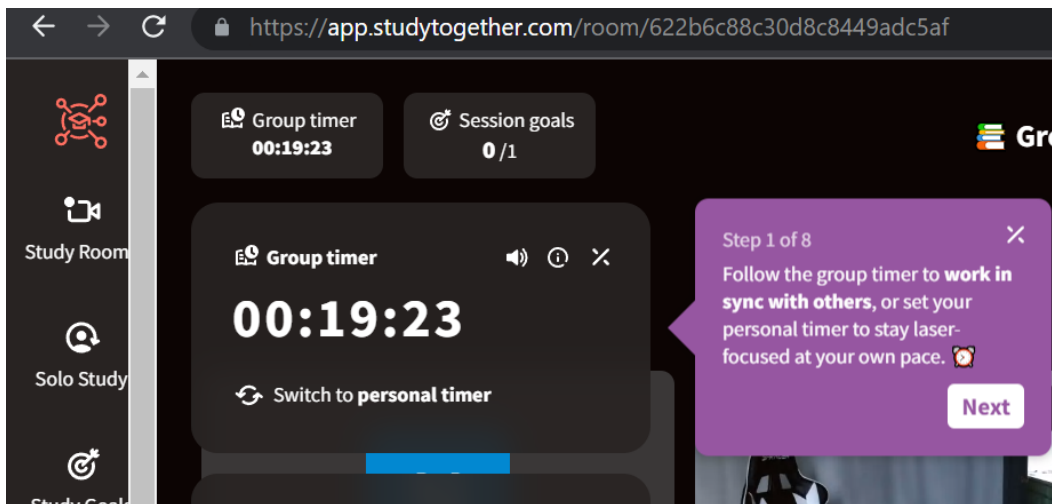 https://app.studytogether.com/room/622b6c88c30d8c8449adc5af
Group timer
00:19:23
Session goals
0 /1
Study Room
Solo Study
Group timer
00:19:23
Switch to personal timer
Step 1 of 8
Follow the group timer to work in
sync with others, or set your
personal timer to stay laser-
focused at your own pace. ⏰
Next